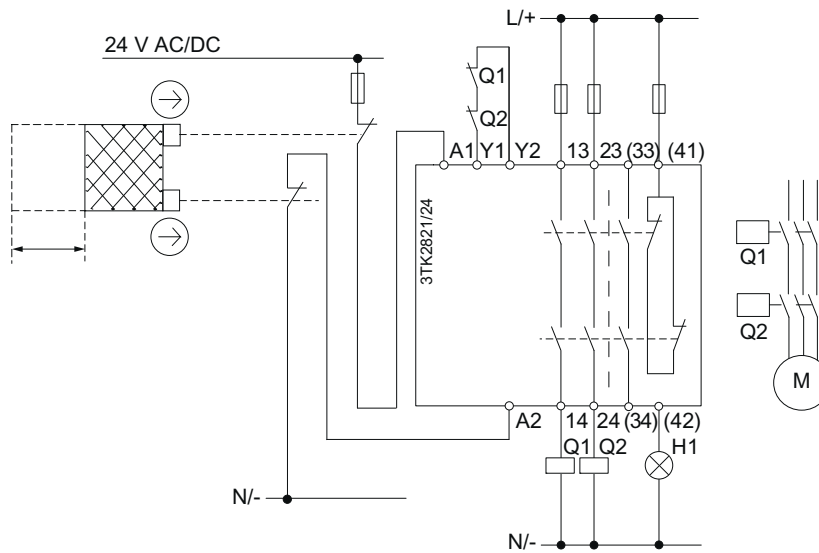 L/+
24 V AC/DC
Q1
Q2
A1 Y1 Y2 13 23 (33) (41)
3TK2821/24
Q1
Q2
M
A2 14 24 (34) (42)
Q1 Q2 H1
N/-
N/-